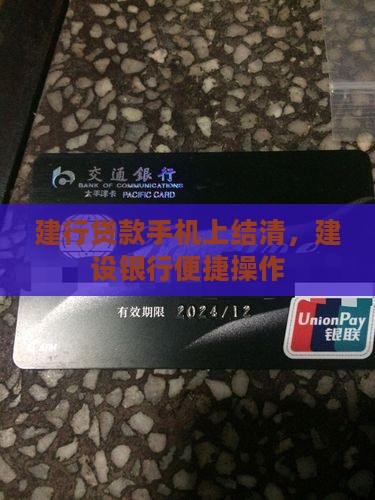 交通銀行
BANK OF COMMUNICATIONS
太平洋卡 PACIFIC CARD
建行贷款手机上结清，建
设银行便捷操作
有效期限 2024/12
UnionPay
银联
ATM